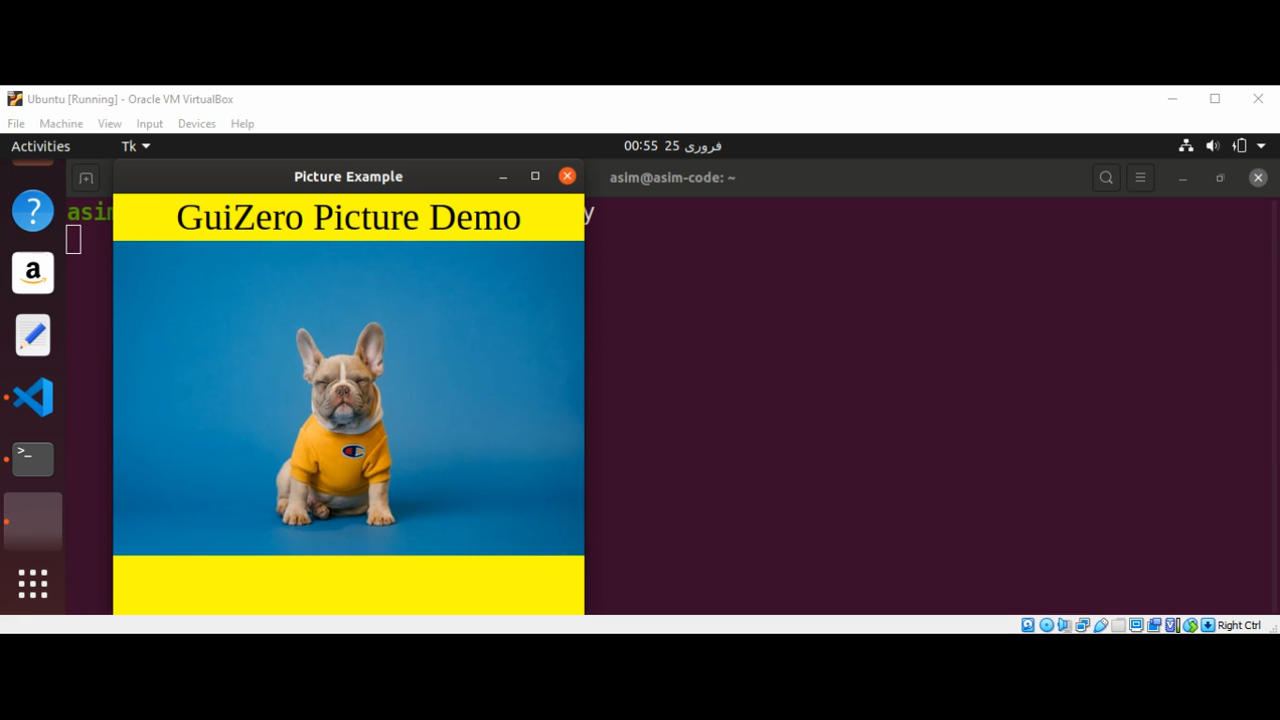 Ubuntu [Running] - Oracle VM VirtualBox
File Machine View Input Devices Help
Activities Tk 00:55 25 فروری
Picture Example
asim@asim-code: ~
GuiZero Picture Demo
a
>_
Right Ctrl